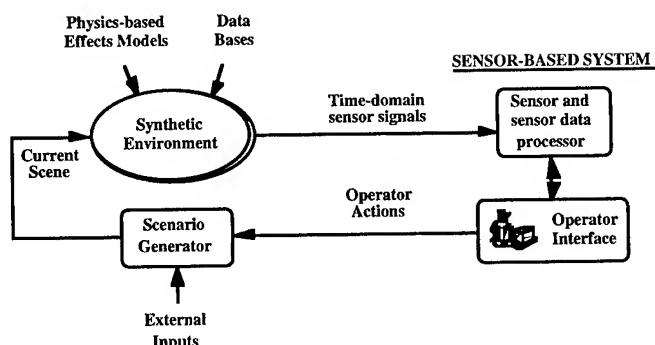 Physics-based
Effects Models
Data
Bases
SENSOR-BASED SYSTEM
Synthetic
Environment
Time-domain
sensor signals
Sensor and
sensor data
processor
Current
Scene
Operator
Actions
Scenario
Generator
Operator
Interface
External
Inputs